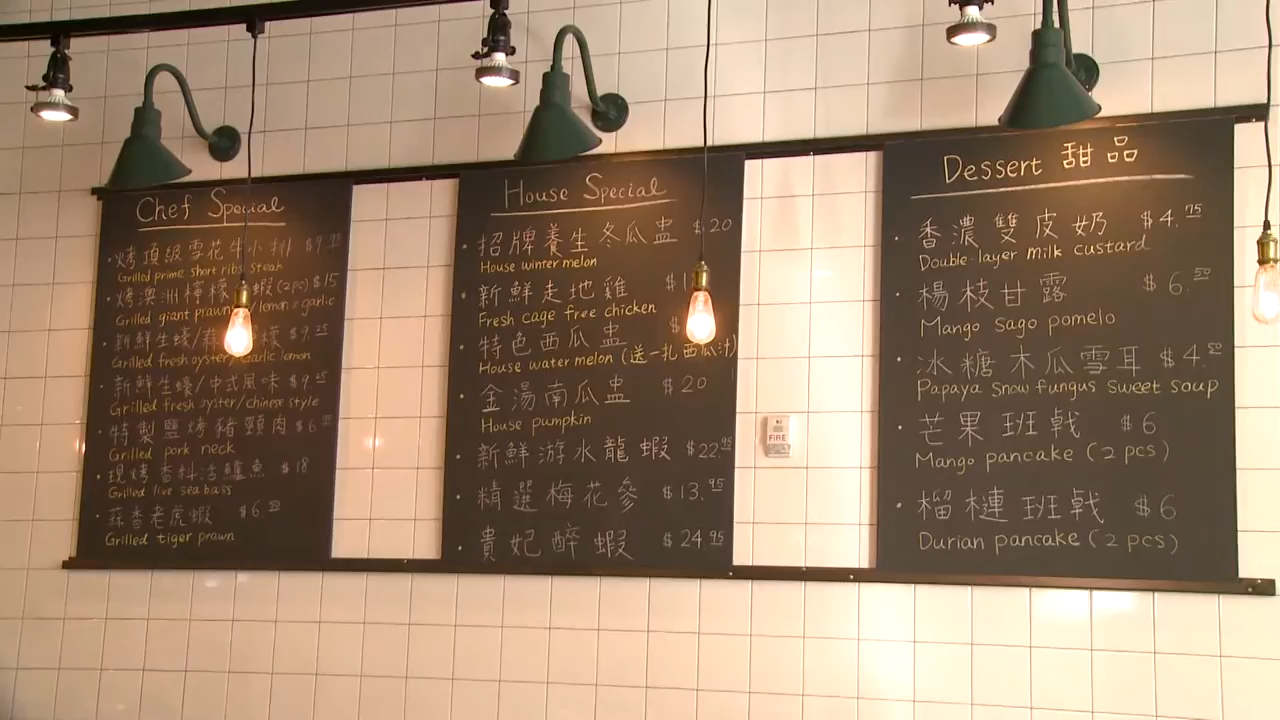 Chef Special
烤頂級雪花牛小排 $9.95
Grilled prime short ribs steak
烤澳洲檸檬 蝦 (2pc) $15
Grilled giant prawn /lemon & garlic
新鮮生蠔/蒜 檬 $9.25
Grilled fresh oyster/garlic lemon
新鮮生蠔/中式風味 $9.25
Grilled fresh oyster/chinese style
特製鹽烤豬頸肉 $6
Grilled pork neck
現烤香料活鱸魚 $18
Grilled live sea bass
蒜香老虎蝦 $6.50
Grilled tiger prawn
House Special
招牌養生冬瓜盅 $20
House winter melon
新鮮走地雞 $1
Fresh cage free chicken
特色西瓜盅 $
House water melon (送一扎西瓜汁)
金湯南瓜盅 $20
House pumpkin
新鮮游水龍蝦 $22.95
精選梅花參 $13.95
貴妃醉蝦 $24.95
Dessert 甜品
香濃雙皮奶 $4.75
Double-layer milk custard
楊枝甘露 $6.50
Mango sago pomelo
冰糖木瓜雪耳 $4.50
Papaya Snow fungus sweet soup
芒果班戟 $6
Mango pancake (2 pcs)
榴槤班戟 $6
Durian pancake (2 pcs)
FIRE